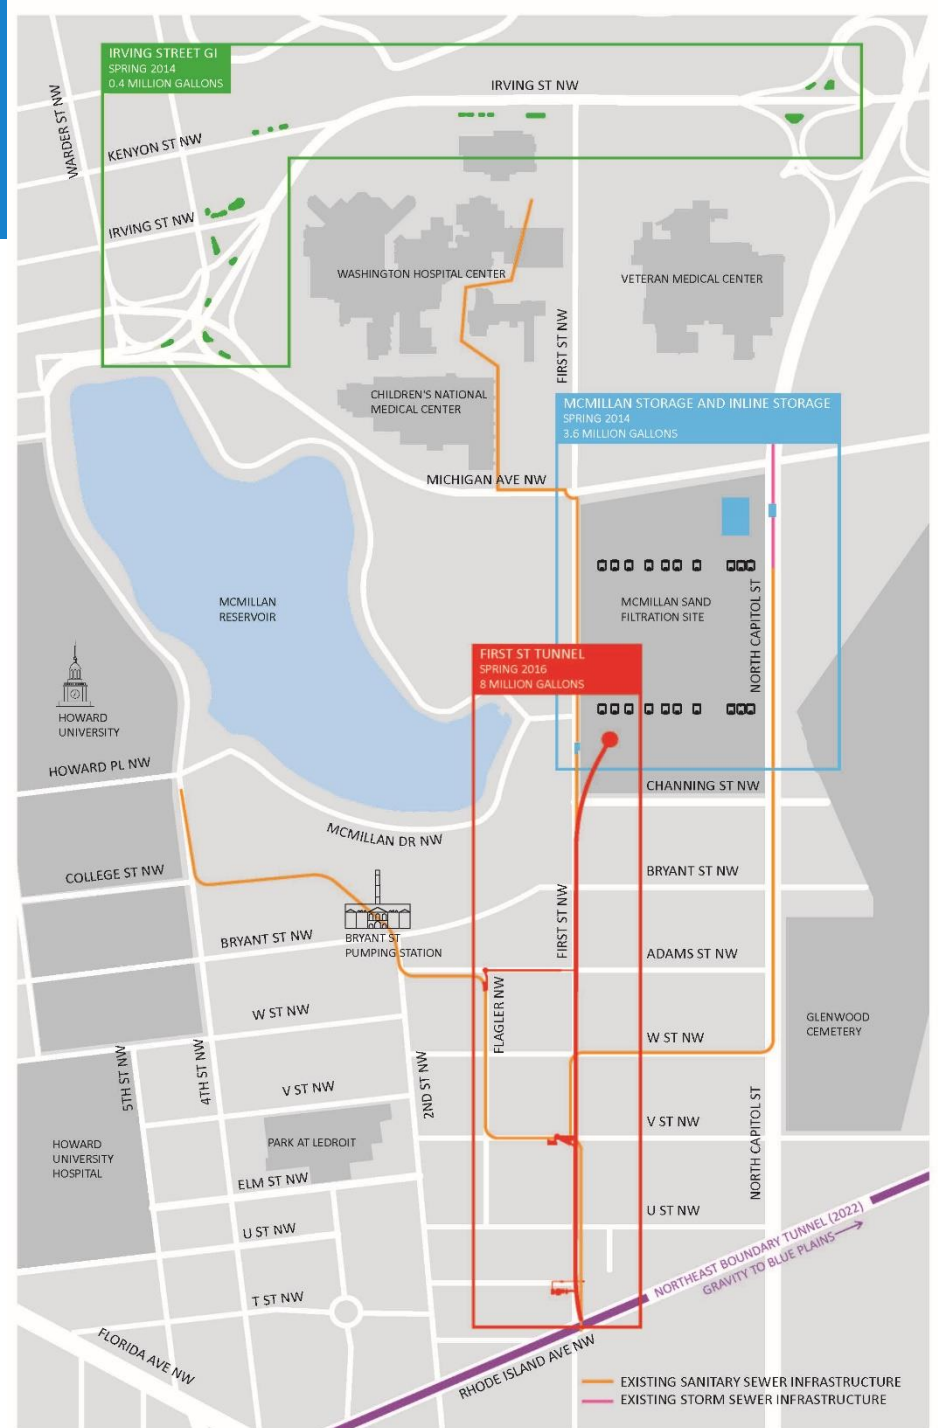 IRVING STREET GI
SPRING 2014
0.4 MILLION GALLONS
IRVING ST NW
WARDER ST NW
KENYON ST NW
IRVING ST NW
WASHINGTON HOSPITAL CENTER
VETERAN MEDICAL CENTER
FIRST ST NW
CHILDREN'S NATIONAL
MEDICAL CENTER
MCMILLAN STORAGE AND INLINE STORAGE
SPRING 2014
3.6 MILLION GALLONS
MICHIGAN AVE NW
MCMILLAN
RESERVOIR
MCMILLAN SAND
FILTRATION SITE
NORTH CAPITOL ST
FIRST ST TUNNEL
SPRING 2016
8 MILLION GALLONS
HOWARD
UNIVERSITY
HOWARD PL NW
CHANNING ST NW
MCMILLAN DR NW
COLLEGE ST NW
BRYANT ST NW
FIRST ST NW
BRYANT ST NW
BRYANT ST
PUMPING STATION
ADAMS ST NW
FLAGLER NW
W ST NW
W ST NW
GLENWOOD
CEMETERY
5TH ST NW
4TH ST NW
2ND ST NW
V ST NW
V ST NW
NORTH CAPITOL ST
HOWARD
UNIVERSITY
HOSPITAL
PARK AT LEDROIT
ELM ST NW
U ST NW
U ST NW
NORTHEAST BOUNDARY TUNNEL (2022)
GRAVITY TO BLUE PLAINS
T ST NW
FLORIDA AVE NW
RHODE ISLAND AVE NW
EXISTING SANITARY SEWER INFRASTRUCTURE
EXISTING STORM SEWER INFRASTRUCTURE